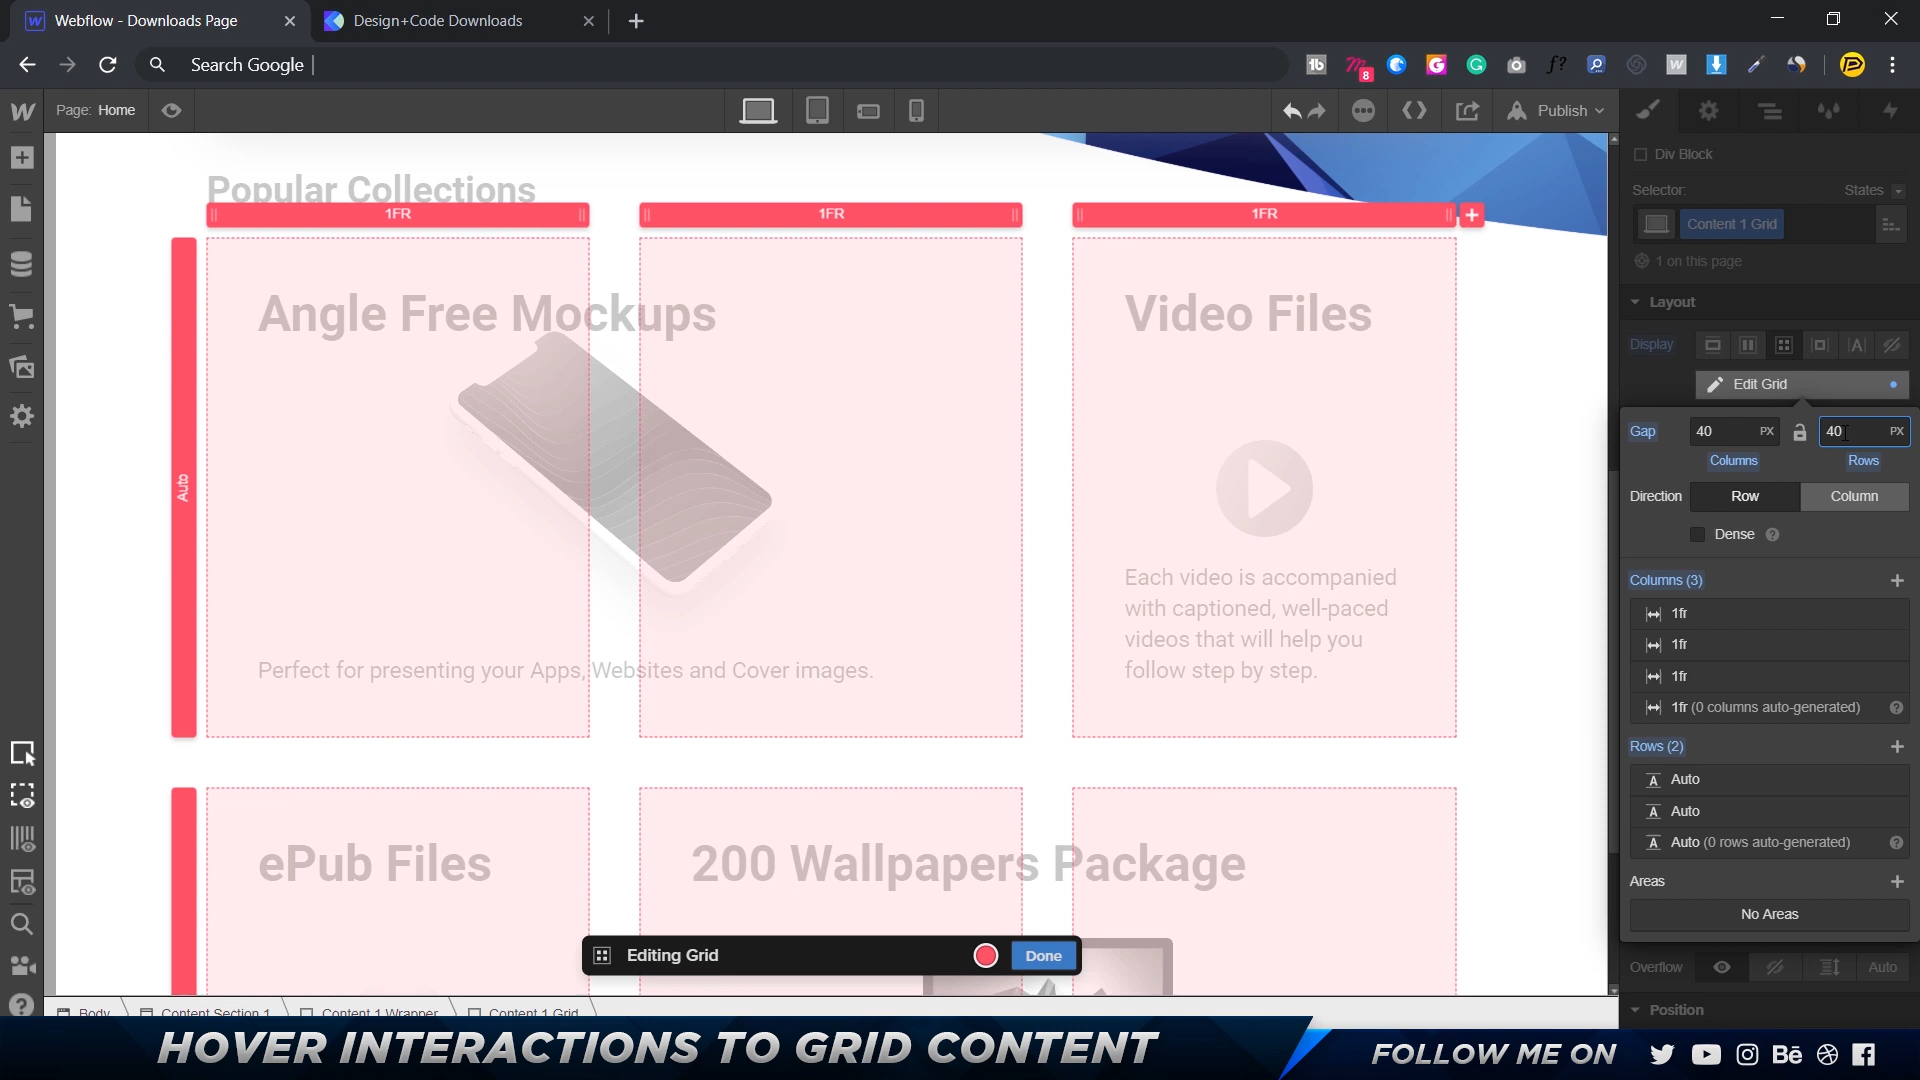 Webflow - Downloads Page
Design+Code Downloads
Search Google
8
Page: Home
Publish
Div Block
Selector:
States
Content 1 Grid
1 on this page
Layout
Display
Edit Grid
Gap
40 PX
40 PX
Columns
Rows
Direction
Row
Column
Dense
Columns (3)
1fr
1fr
1fr
1fr (0 columns auto-generated)
Rows (2)
Auto
Auto
Auto (0 rows auto-generated)
Areas
No Areas
Overflow
Auto
Position
Popular Collections
1FR
1FR
1FR
Auto
Angle Free Mockups
Perfect for presenting your Apps, Websites and Cover images.
Video Files
Each video is accompanied
with captioned, well-paced
videos that will help you
follow step by step.
ePub Files
200 Wallpapers Package
Editing Grid
Done
Body
Content Section 1
Content 1 Wrapper
Content 1 Grid
HOVER INTERACTIONS TO GRID CONTENT
FOLLOW ME ON